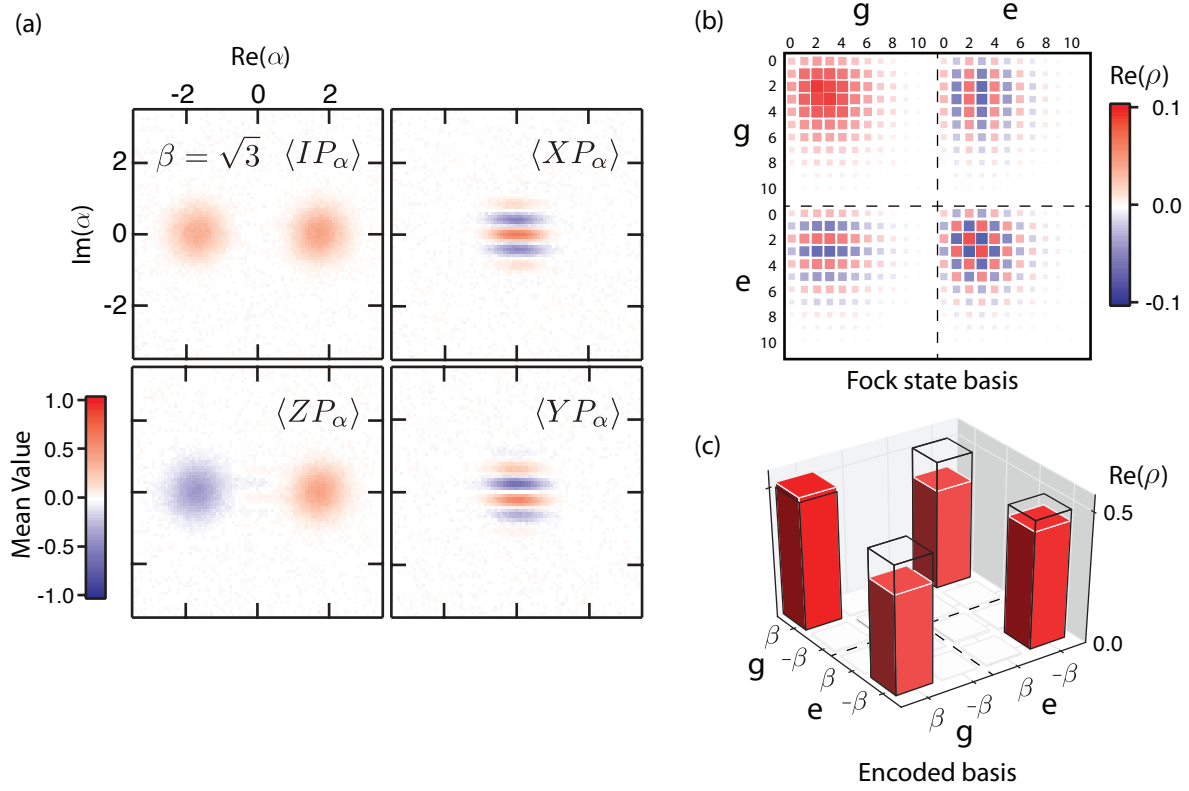 (a)
Re(α)
-2 0 2
β = √3 ⟨IPα⟩
⟨XPα⟩
Im(α)
2
0
-2
⟨ZPα⟩
⟨YPα⟩
Mean Value
1.0
0.5
0.0
-0.5
-1.0
(b)
g e
0 2 4 6 8 10 0 2 4 6 8 10
g
0
2
4
6
8
10
e
0
2
4
6
8
10
Re(ρ)
0.1
0.0
-0.1
Fock state basis
(c)
Re(ρ)
0.5
0.0
β
-β
β
-β
g
e
β
-β
β
-β
g
e
Encoded basis